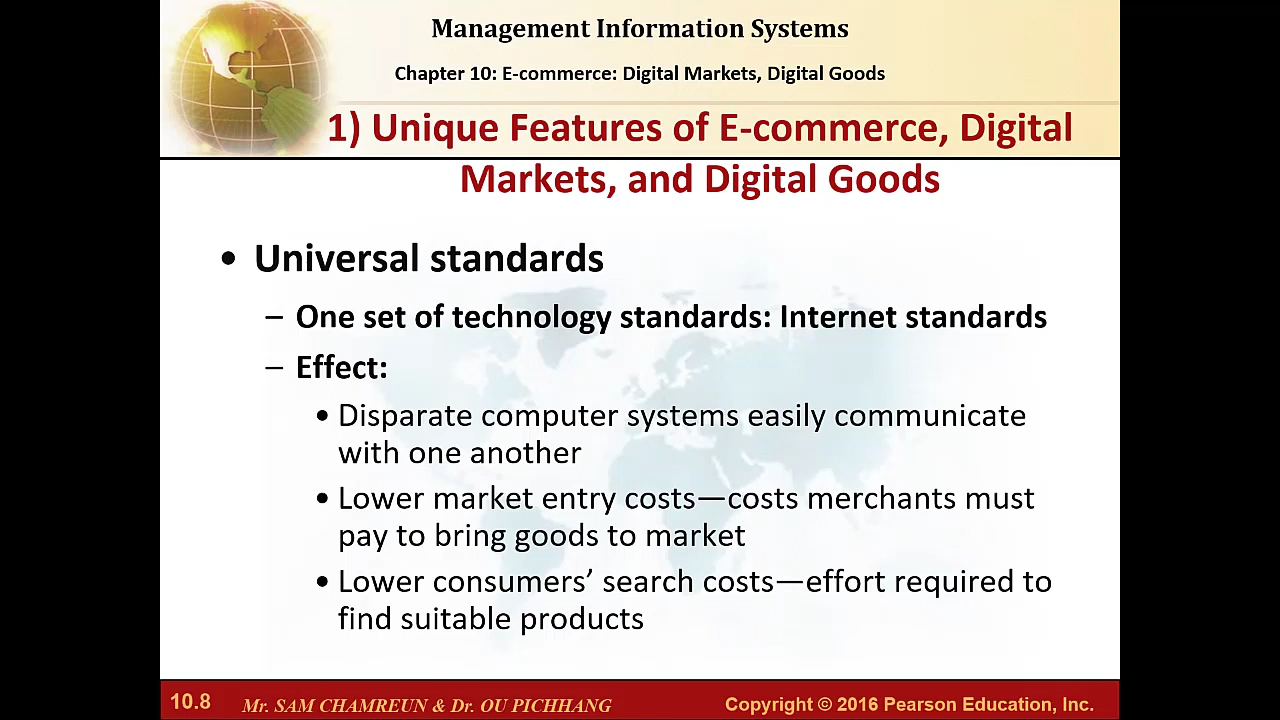 Management Information Systems
Chapter 10: E-commerce: Digital Markets, Digital Goods
1) Unique Features of E-commerce, Digital
Markets, and Digital Goods
• Universal standards
– One set of technology standards: Internet standards
– Effect:
• Disparate computer systems easily communicate
with one another
• Lower market entry costs—costs merchants must
pay to bring goods to market
• Lower consumers’ search costs—effort required to
find suitable products
10.8 Mr. SAM CHAMREUN & Dr. OU PICHHANG Copyright © 2016 Pearson Education, Inc.